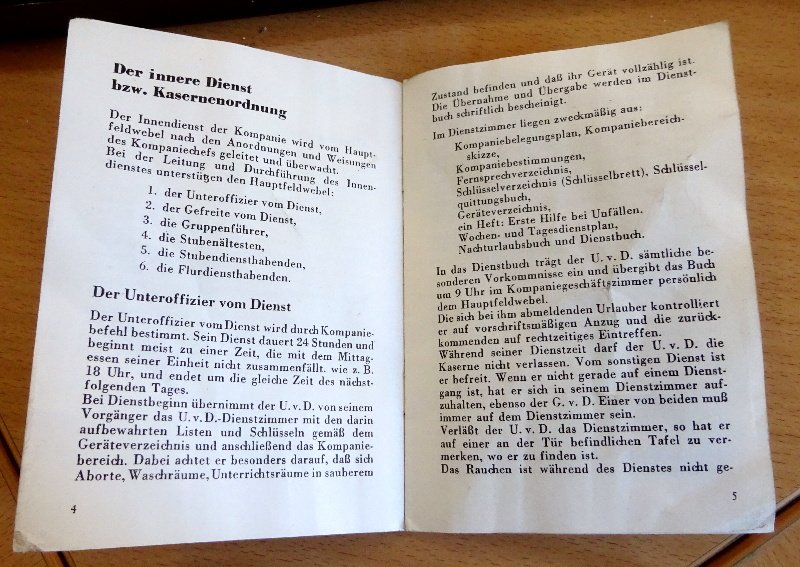 Der innere Dienst
bzw. Kasernenordnung
Der Innendienst der Kompanie wird vom Haupt-
feldwebel nach den Anordnungen und Weisungen
des Kompaniechefs geleitet und überwacht.
Bei der Leitung und Durchführung des Innen-
dienstes unterstützen den Hauptfeldwebel:
1. der Unteroffizier vom Dienst,
2. der Gefreite vom Dienst,
3. die Gruppenführer,
4. die Stubenältesten,
5. die Stubendiensthabenden,
6. die Flurdiensthabenden.
Der Unteroffizier vom Dienst
Der Unteroffizier vom Dienst wird durch Kompanie-
befehl bestimmt. Sein Dienst dauert 24 Stunden und
beginnt meist zu einer Zeit, die mit dem Mittag-
essen seiner Einheit nicht zusammenfällt. wie z. B.
18 Uhr, und endet um die gleiche Zeit des nächst-
folgenden Tages.
Bei Dienstbeginn übernimmt der U. v. D. von seinem
Vorgänger das U. v. D.-Dienstzimmer mit den darin
aufbewahrten Listen und Schlüsseln gemäß dem
Geräteverzeichnis und anschließend das Kompanie-
bereich. Dabei achtet er besonders darauf, daß sich
Aborte, Waschräume, Unterrichtsräume in sauberem
4
Zustand befinden und daß ihr Gerät vollzählig ist.
Die Übernahme und Übergabe werden im Dienst-
buch schriftlich bescheinigt.
Im Dienstzimmer liegen zweckmäßig aus:
Kompaniebelegungsplan, Kompaniebereich-
skizze,
Kompaniebestimmungen,
Fernsprechverzeichnis,
Schlüsselverzeichnis (Schlüsselbrett), Schlüssel-
quittungsbuch,
Geräteverzeichnis,
ein Heft: Erste Hilfe bei Unfällen.
Wochen- und Tagesdienstplan,
Nachturlaubsbuch und Dienstbuch.
In das Dienstbuch trägt der U. v. D. sämtliche be-
sonderen Vorkommnisse ein und übergibt das Buch
um 9 Uhr im Kompaniegeschäftszimmer persönlich
dem Hauptfeldwebel.
Die sich bei ihm abmeldenden Urlauber kontrolliert
er auf vorschriftsmäßigen Anzug und die zurück-
kommenden auf rechtzeitiges Eintreffen.
Während seiner Dienstzeit darf der U. v. D. die
Kaserne nicht verlassen. Vom sonstigen Dienst ist
er befreit. Wenn er nicht gerade auf einem Dienst-
gang ist, hat er sich in seinem Dienstzimmer auf-
zuhalten, ebenso der G. v. D. Einer von beiden muß
immer auf dem Dienstzimmer sein.
Verläßt der U. v. D. das Dienstzimmer, so hat er
auf einer an der Tür befindlichen Tafel zu ver-
merken, wo er zu finden ist.
Das Rauchen ist während des Dienstes nicht ge-
5